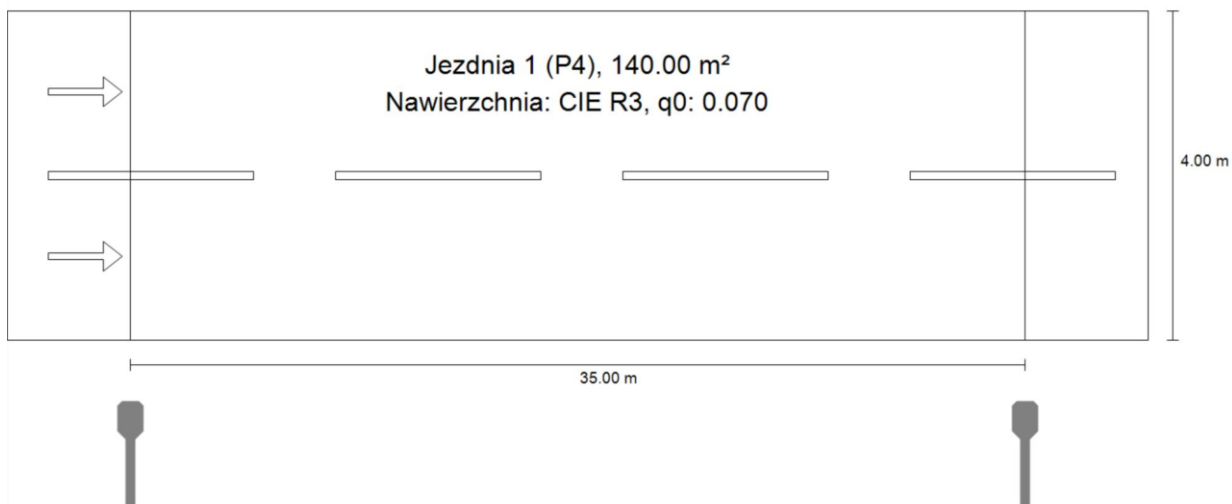 Jezdnia 1 (P4), 140.00 m²
Nawierzchnia: CIE R3, q0: 0.070
4.00 m
35.00 m